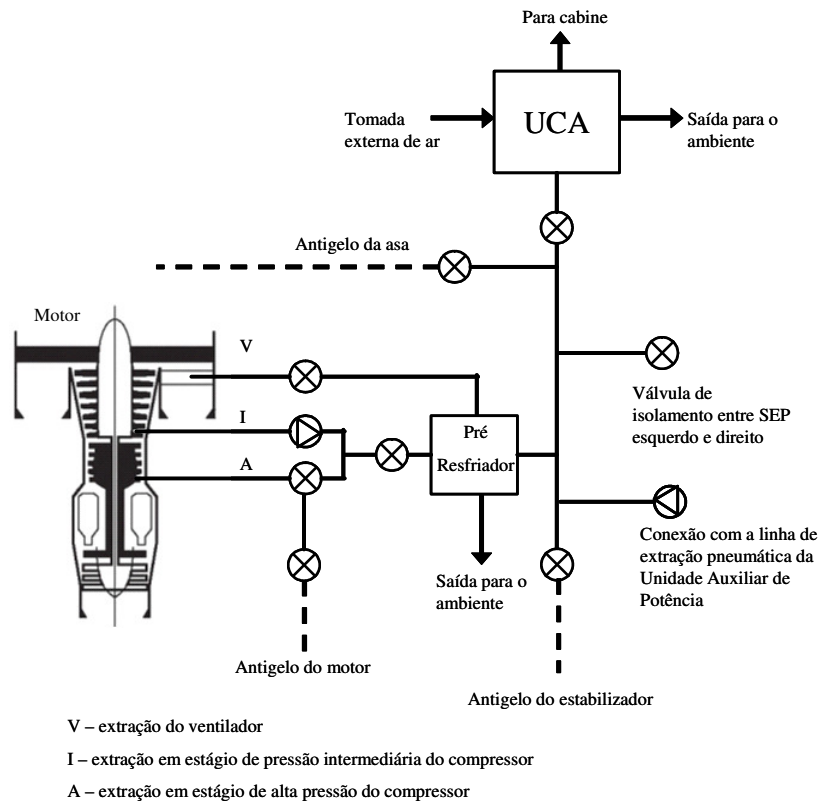 Para cabine
Tomada
externa de ar
UCA
Saída para o
ambiente
Antigelo da asa
Motor
V
I
A
Pré
Resfriador
Válvula de
isolamento entre SEP
esquerdo e direito
Conexão com a linha de
extração pneumática da
Unidade Auxiliar de
Potência
Saída para o
ambiente
Antigelo do motor
Antigelo do estabilizador
V – extração do ventilador
I – extração em estágio de pressão intermediária do compressor
A – extração em estágio de alta pressão do compressor